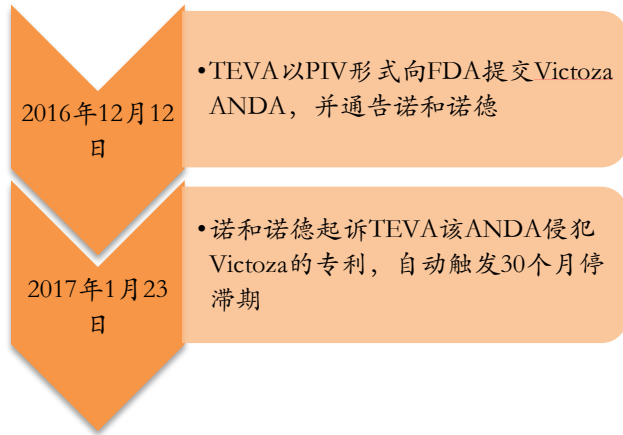 2016年12月12
日
•TEVA以PIV形式向FDA提交Victoza
ANDA，并通告诺和诺德
2017年1月23
日
•诺和诺德起诉TEVA该ANDA侵犯
Victoza的专利，自动触发30个月停
滞期